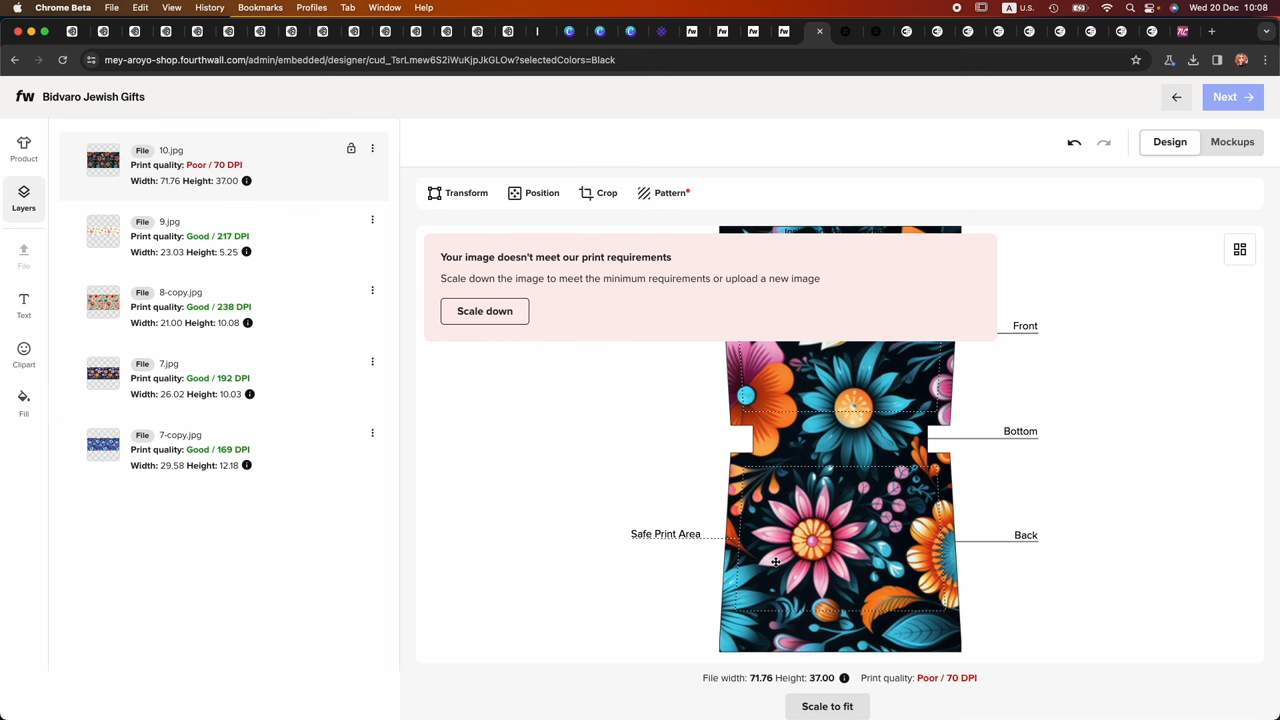 Chrome Beta File Edit View History Bookmarks Profiles Tab Window Help A U.S. Wed 20 Dec 10:08
mey-aroyo-shop.fourthwall.com/admin/embedded/designer/cud_TsrLmew6S2iWuKjpJkGLOw?selectedColors=Black
fw Bidvaro Jewish Gifts
Next
Product
Layers
File
Text
Clipart
Fill
File 10.jpg
Print quality: Poor / 70 DPI
Width: 71.76 Height: 37.00
File 9.jpg
Print quality: Good / 217 DPI
Width: 23.03 Height: 5.25
File 8-copy.jpg
Print quality: Good / 238 DPI
Width: 21.00 Height: 10.08
File 7.jpg
Print quality: Good / 192 DPI
Width: 26.02 Height: 10.03
File 7-copy.jpg
Print quality: Good / 169 DPI
Width: 29.58 Height: 12.18
Design Mockups
Transform Position Crop Pattern
Your image doesn't meet our print requirements
Scale down the image to meet the minimum requirements or upload a new image
Scale down
Front
Bottom
Safe Print Area
Back
File width: 71.76 Height: 37.00 Print quality: Poor / 70 DPI
Scale to fit